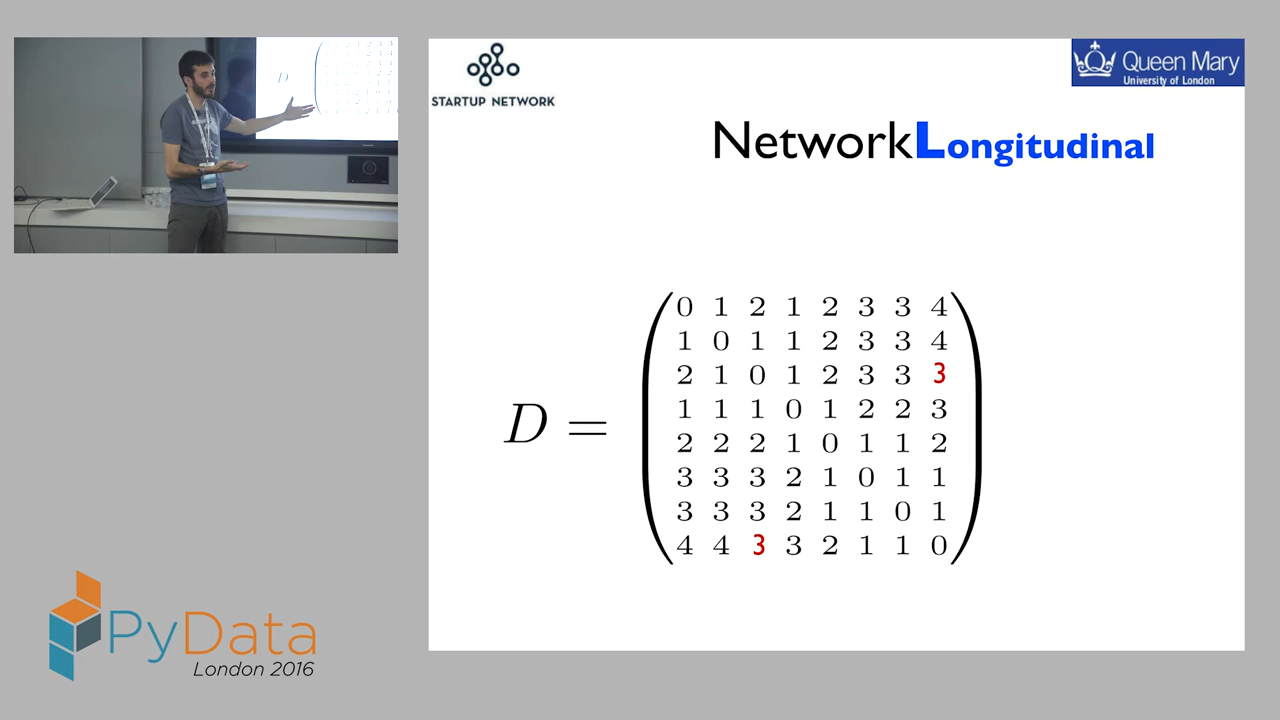 STARTUP NETWORK
Queen Mary
University of London
NetworkLongitudinal
D =
0 1 2 1 2 3 3 4
1 0 1 1 2 3 3 4
2 1 0 1 2 3 3 3
1 1 1 0 1 2 2 3
2 2 2 1 0 1 1 2
3 3 3 2 1 0 1 1
3 3 3 2 1 1 0 1
4 4 3 3 2 1 1 0
PyData
London 2016